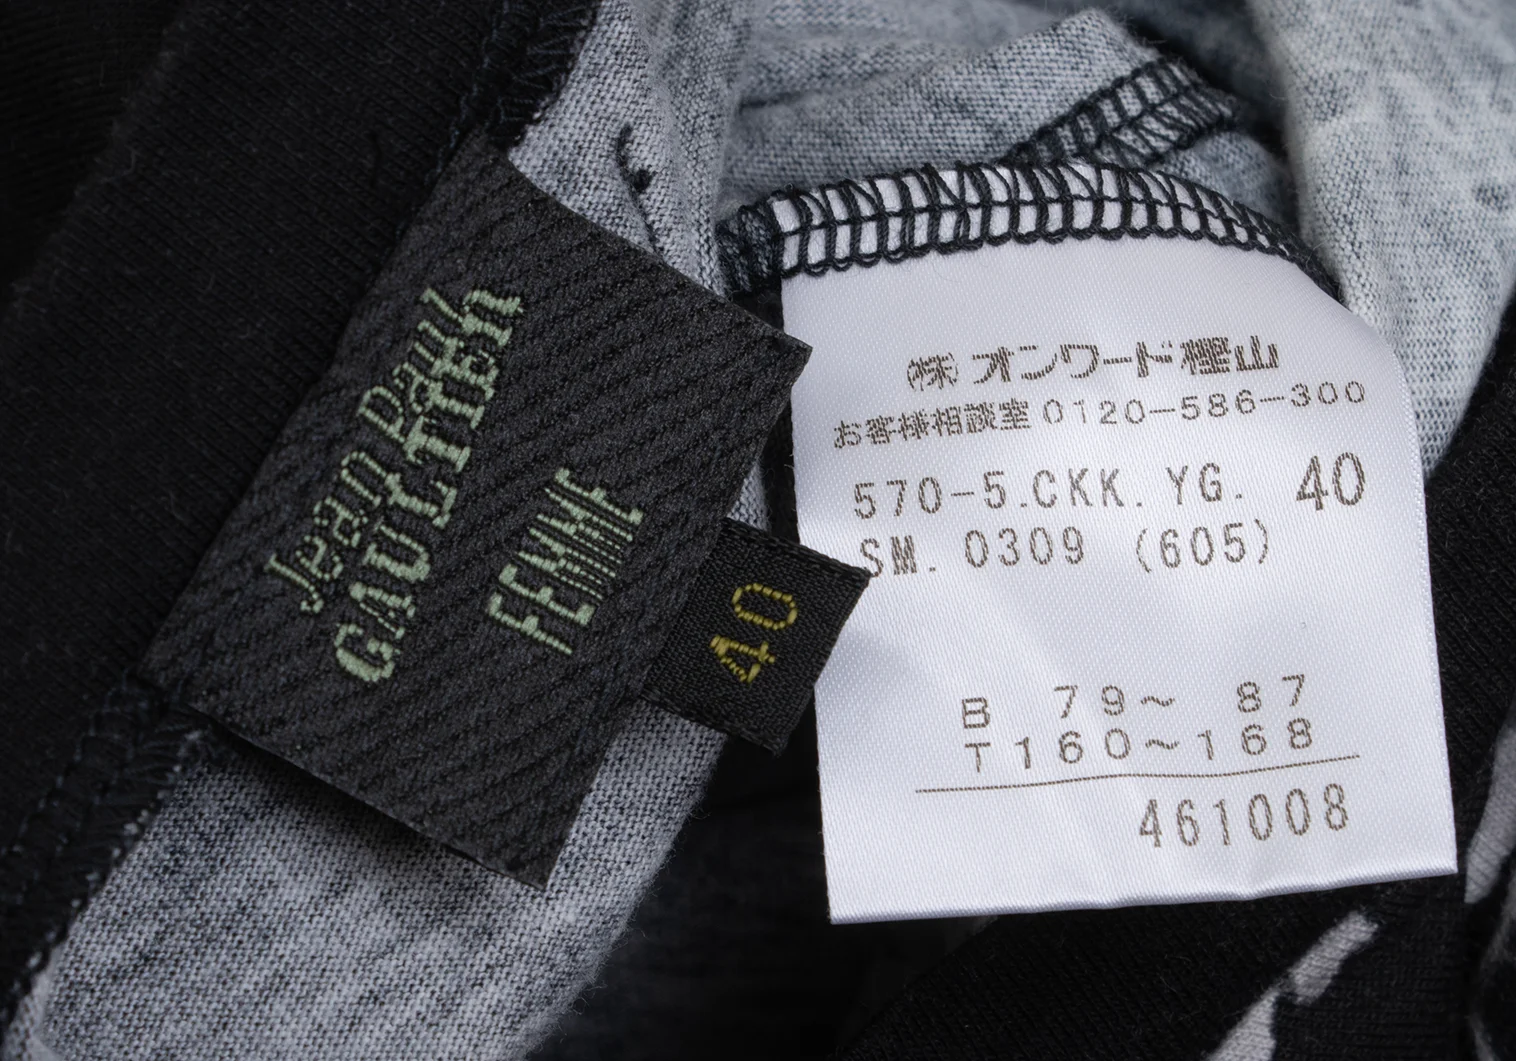 Jean Paul
GAULTIER
FEMME
40
(株)オンワード樫山
お客様相談室 0120-586-300
570-5.CKK.YG. 40
SM. 0309 (605)
B 79~ 87
T160~168
461008